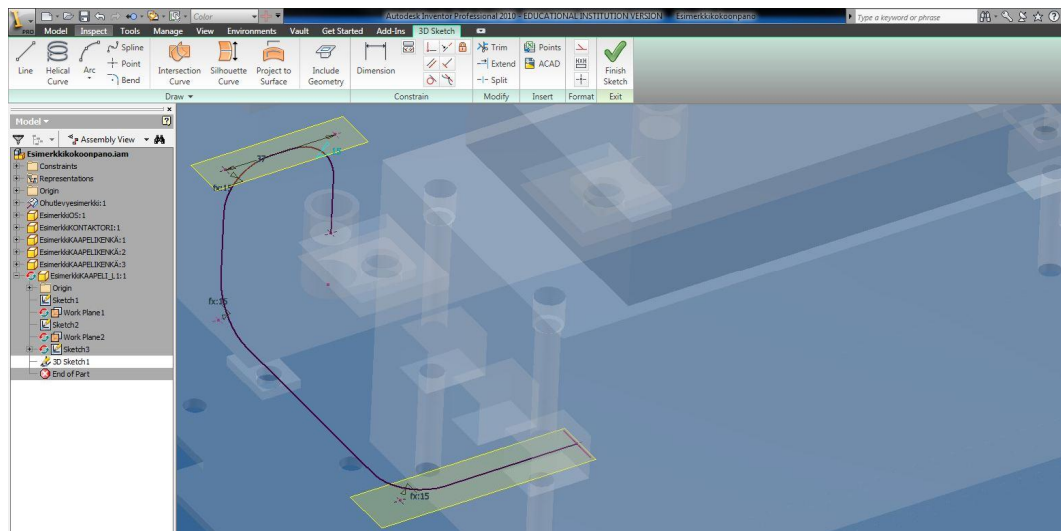 Color
Autodesk Inventor Professional 2010 - EDUCATIONAL INSTITUTION VERSION Esimerkkikokoonpano
Type a keyword or phrase
PRO
Model Inspect Tools Manage View Environments Vault Get Started Add-Ins 3D Sketch
Line
Helical Curve
Arc
Spline
Point
Bend
Intersection Curve
Silhouette Curve
Project to Surface
Include Geometry
Dimension
Trim
Extend
Split
Points
ACAD
Finish Sketch
Draw
Constrain
Modify
Insert
Format
Exit
Model
Assembly View
Esimerkkikokoonpano.iam
Constraints
Representations
Origin
Ohutlevyesimerkki:1
EsimerkkiOS:1
EsimerkkiKONTAKTORI:1
EsimerkkiKAAPELIKENKÄ:1
EsimerkkiKAAPELIKENKÄ:2
EsimerkkiKAAPELIKENKÄ:3
EsimerkkiKAAPELI_L1:1
Origin
Sketch1
Work Plane1
Sketch2
Work Plane2
Sketch3
3D Sketch1
End of Part
fx:15
fx:15
fx:15